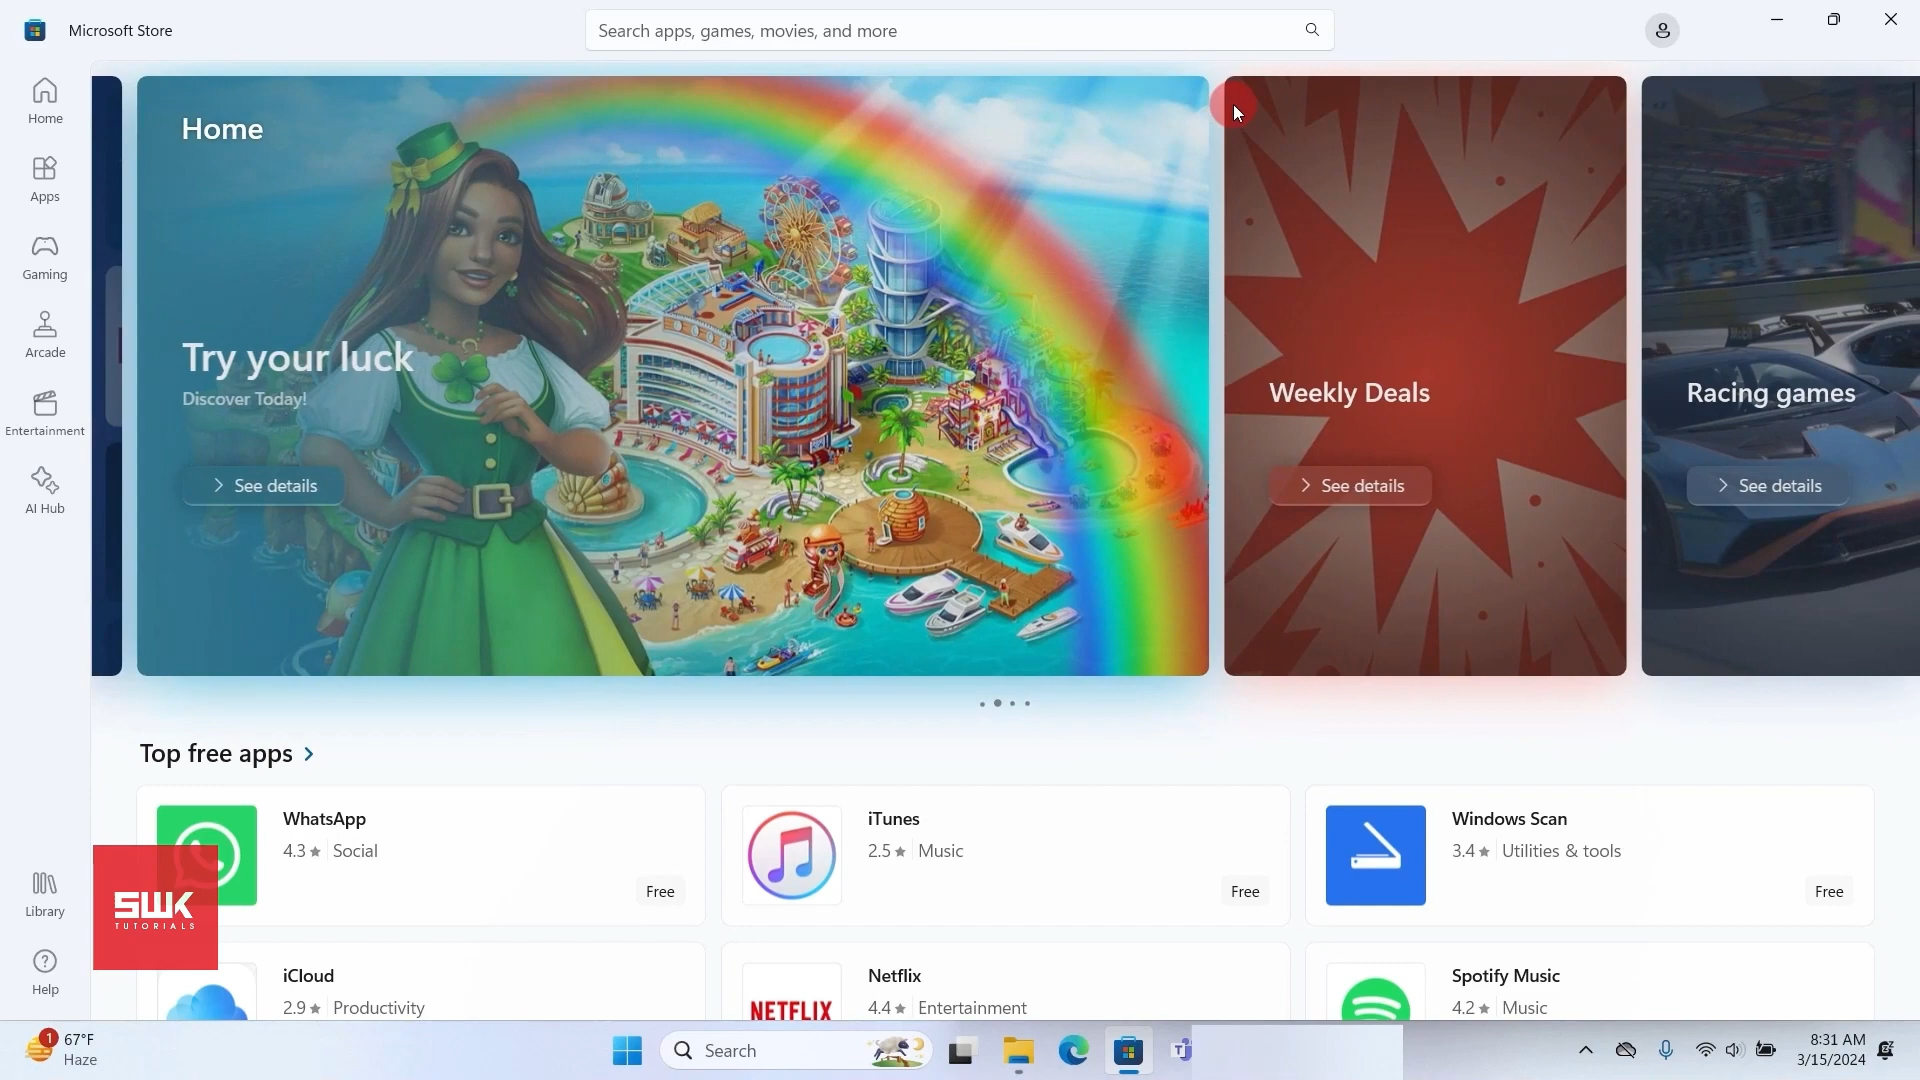 Microsoft Store
Search apps, games, movies, and more
Home
Apps
Gaming
Arcade
Entertainment
AI Hub
Library
Help
Home
Try your luck
Discover Today!
See details
Weekly Deals
See details
Racing games
See details
Top free apps
WhatsApp
4.3 ★ Social
Free
iTunes
2.5 ★ Music
Free
Windows Scan
3.4 ★ Utilities & tools
Free
iCloud
2.9 ★ Productivity
NETFLIX
Netflix
4.4 ★ Entertainment
Spotify Music
4.2 ★ Music
SWK
TUTORIALS
1
67°F
Haze
Search
T
8:31 AM
3/15/2024